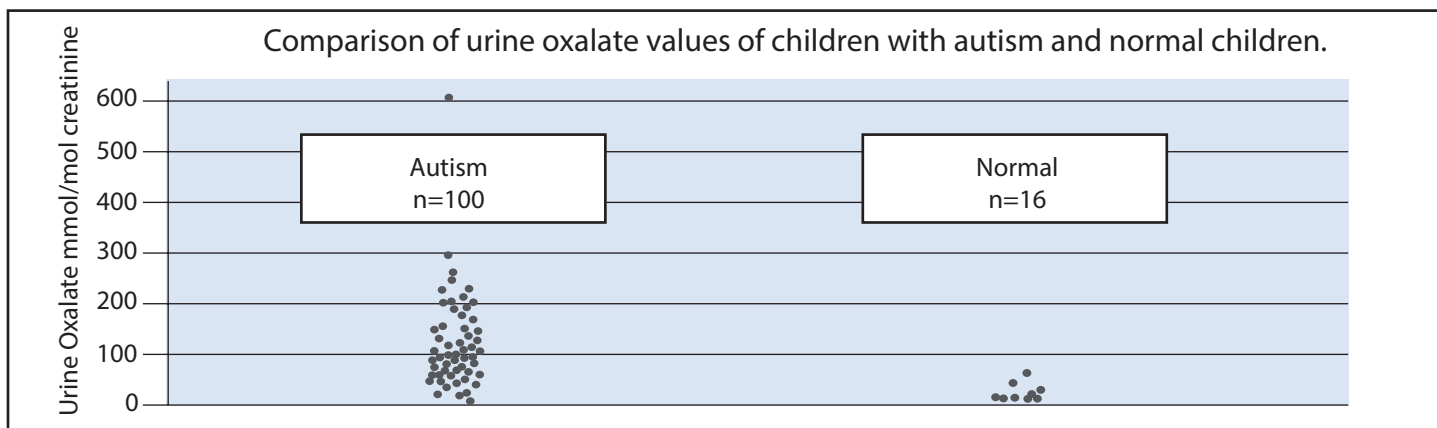 Comparison of urine oxalate values of children with autism and normal children.
Urine Oxalate mmol/mol creatinine
600
500
400
300
200
100
0
Autism
n=100
Normal
n=16